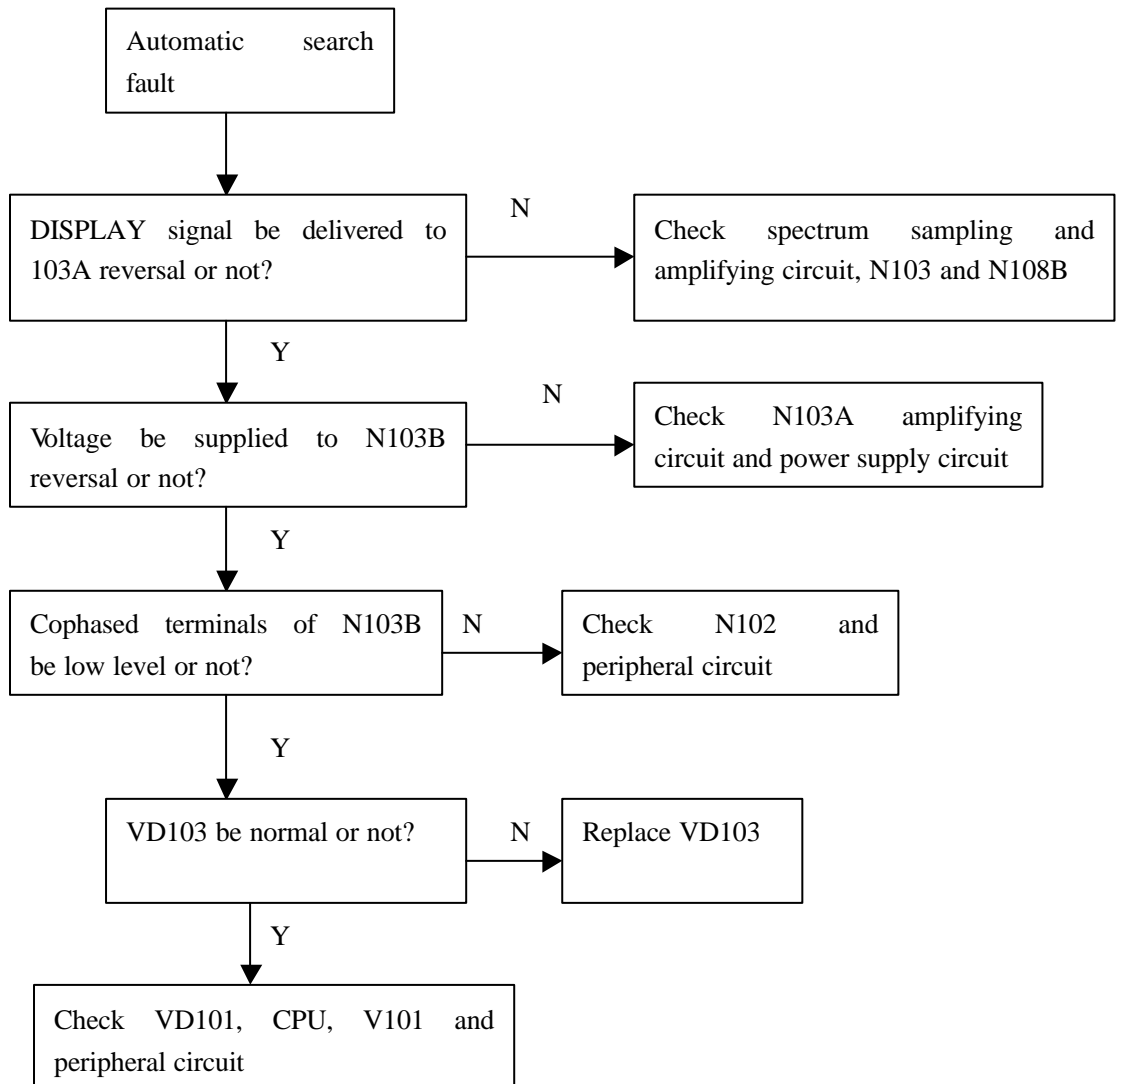 Automatic search
fault
DISPLAY signal be delivered to
103A reversal or not?
N
Check spectrum sampling and
amplifying circuit, N103 and N108B
Y
Voltage be supplied to N103B
reversal or not?
N
Check N103A amplifying
circuit and power supply circuit
Y
Cophased terminals of N103B
be low level or not?
N
Check N102 and
peripheral circuit
Y
VD103 be normal or not?
N
Replace VD103
Y
Check VD101, CPU, V101 and
peripheral circuit